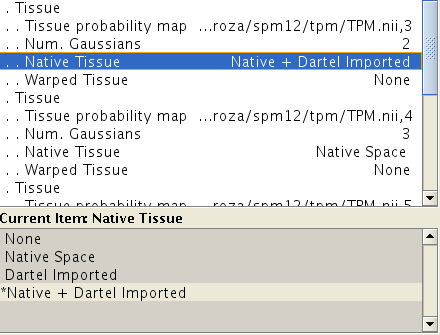 . Tissue
. . Tissue probability map ...roza/spm12/tpm/TPM.nii,3
. . Num. Gaussians 2
. . Native Tissue Native + Dartel Imported
. . Warped Tissue None
. Tissue
. . Tissue probability map ...roza/spm12/tpm/TPM.nii,4
. . Num. Gaussians 3
. . Native Tissue Native Space
. . Warped Tissue None
. Tissue
. . Tissue probability map ...roza/spm12/tpm/TPM.nii,5
Current Item: Native Tissue
None
Native Space
Dartel Imported
*Native + Dartel Imported